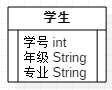 学生
学号 int
年级 String
专业 String